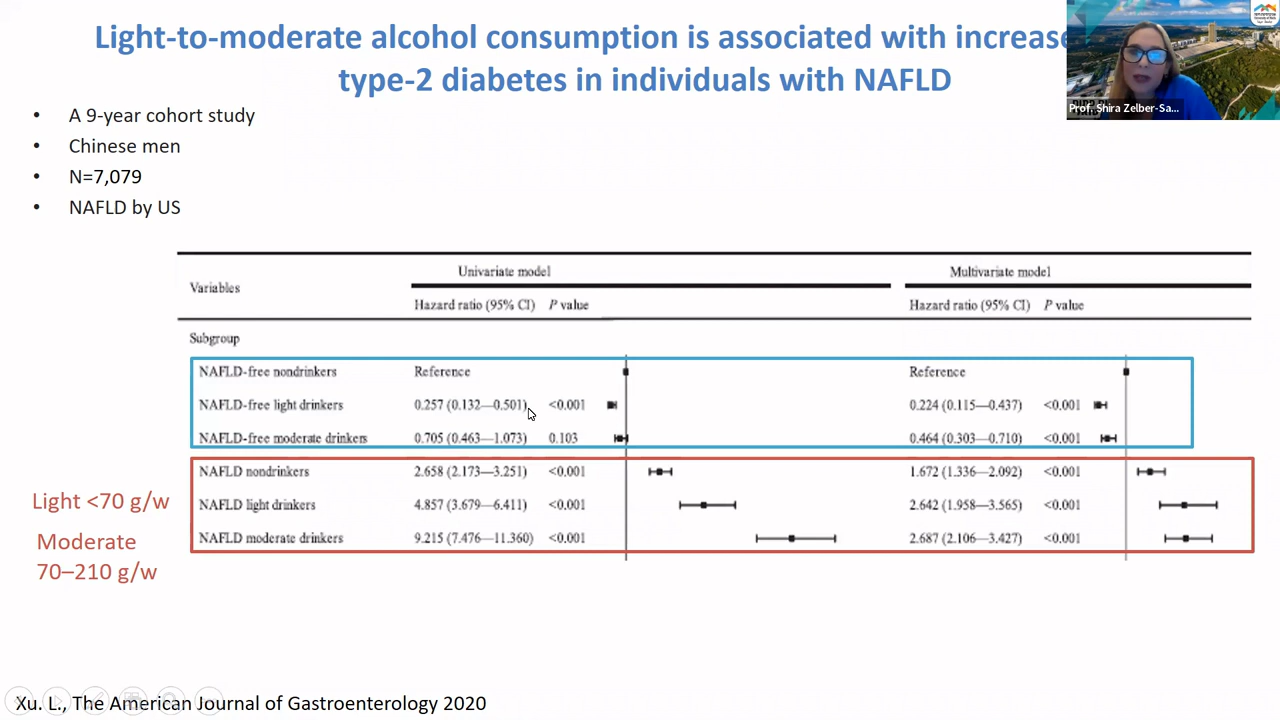 Light-to-moderate alcohol consumption is associated with increase
type-2 diabetes in individuals with NAFLD
Prof. Shira Zelber-Sa...
• A 9-year cohort study
• Chinese men
• N=7,079
• NAFLD by US
Univariate model Multivariate model
Variables
Hazard ratio (95% CI) P value Hazard ratio (95% CI) P value
Subgroup
NAFLD-free nondrinkers Reference Reference
NAFLD-free light drinkers 0.257 (0.132—0.501) <0.001 0.224 (0.115—0.437) <0.001
NAFLD-free moderate drinkers 0.705 (0.463—1.073) 0.103 0.464 (0.303—0.710) <0.001
NAFLD nondrinkers 2.658 (2.173—3.251) <0.001 1.672 (1.336—2.092) <0.001
NAFLD light drinkers 4.857 (3.679—6.411) <0.001 2.642 (1.958—3.565) <0.001
NAFLD moderate drinkers 9.215 (7.476—11.360) <0.001 2.687 (2.106—3.427) <0.001
Light <70 g/w
Moderate
70–210 g/w
Xu. L., The American Journal of Gastroenterology 2020